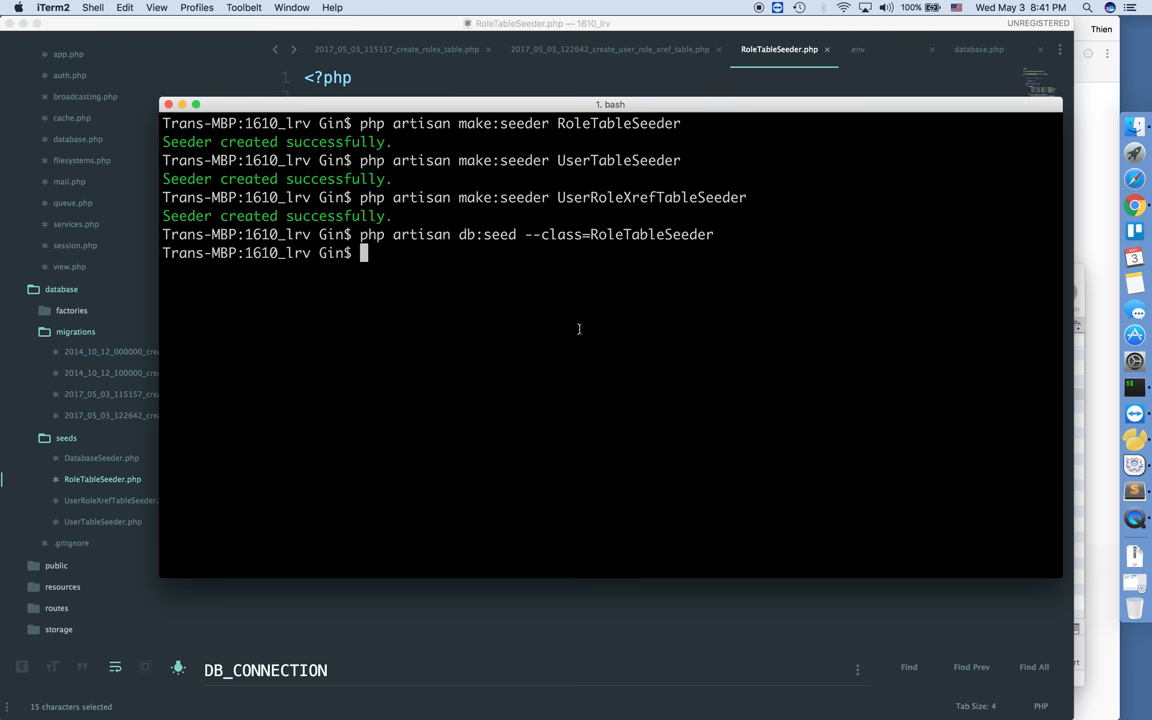 iTerm2 Shell Edit View Profiles Toolbelt Window Help 100% Wed May 3 8:41 PM
RoleTableSeeder.php — 1610_lrv UNREGISTERED
Thien
2017_05_03_115157_create_roles_table.php × 2017_05_03_122642_create_user_role_xref_table.php × RoleTableSeeder.php × .env × database.php ×
1 <?php
1. bash
Trans-MBP:1610_lrv Gin$ php artisan make:seeder RoleTableSeeder
Seeder created successfully.
Trans-MBP:1610_lrv Gin$ php artisan make:seeder UserTableSeeder
Seeder created successfully.
Trans-MBP:1610_lrv Gin$ php artisan make:seeder UserRoleXrefTableSeeder
Seeder created successfully.
Trans-MBP:1610_lrv Gin$ php artisan db:seed --class=RoleTableSeeder
Trans-MBP:1610_lrv Gin$
app.php
auth.php
broadcasting.php
cache.php
database.php
filesystems.php
mail.php
queue.php
services.php
session.php
view.php
database
factories
migrations
2014_10_12_000000_cre
2014_10_12_100000_cre
2017_05_03_115157_cre
2017_05_03_122642_cre
seeds
DatabaseSeeder.php
RoleTableSeeder.php
UserRoleXrefTableSeeder.
UserTableSeeder.php
.gitignore
public
resources
routes
storage
DB_CONNECTION Find Find Prev Find All
15 characters selected Tab Size: 4 PHP